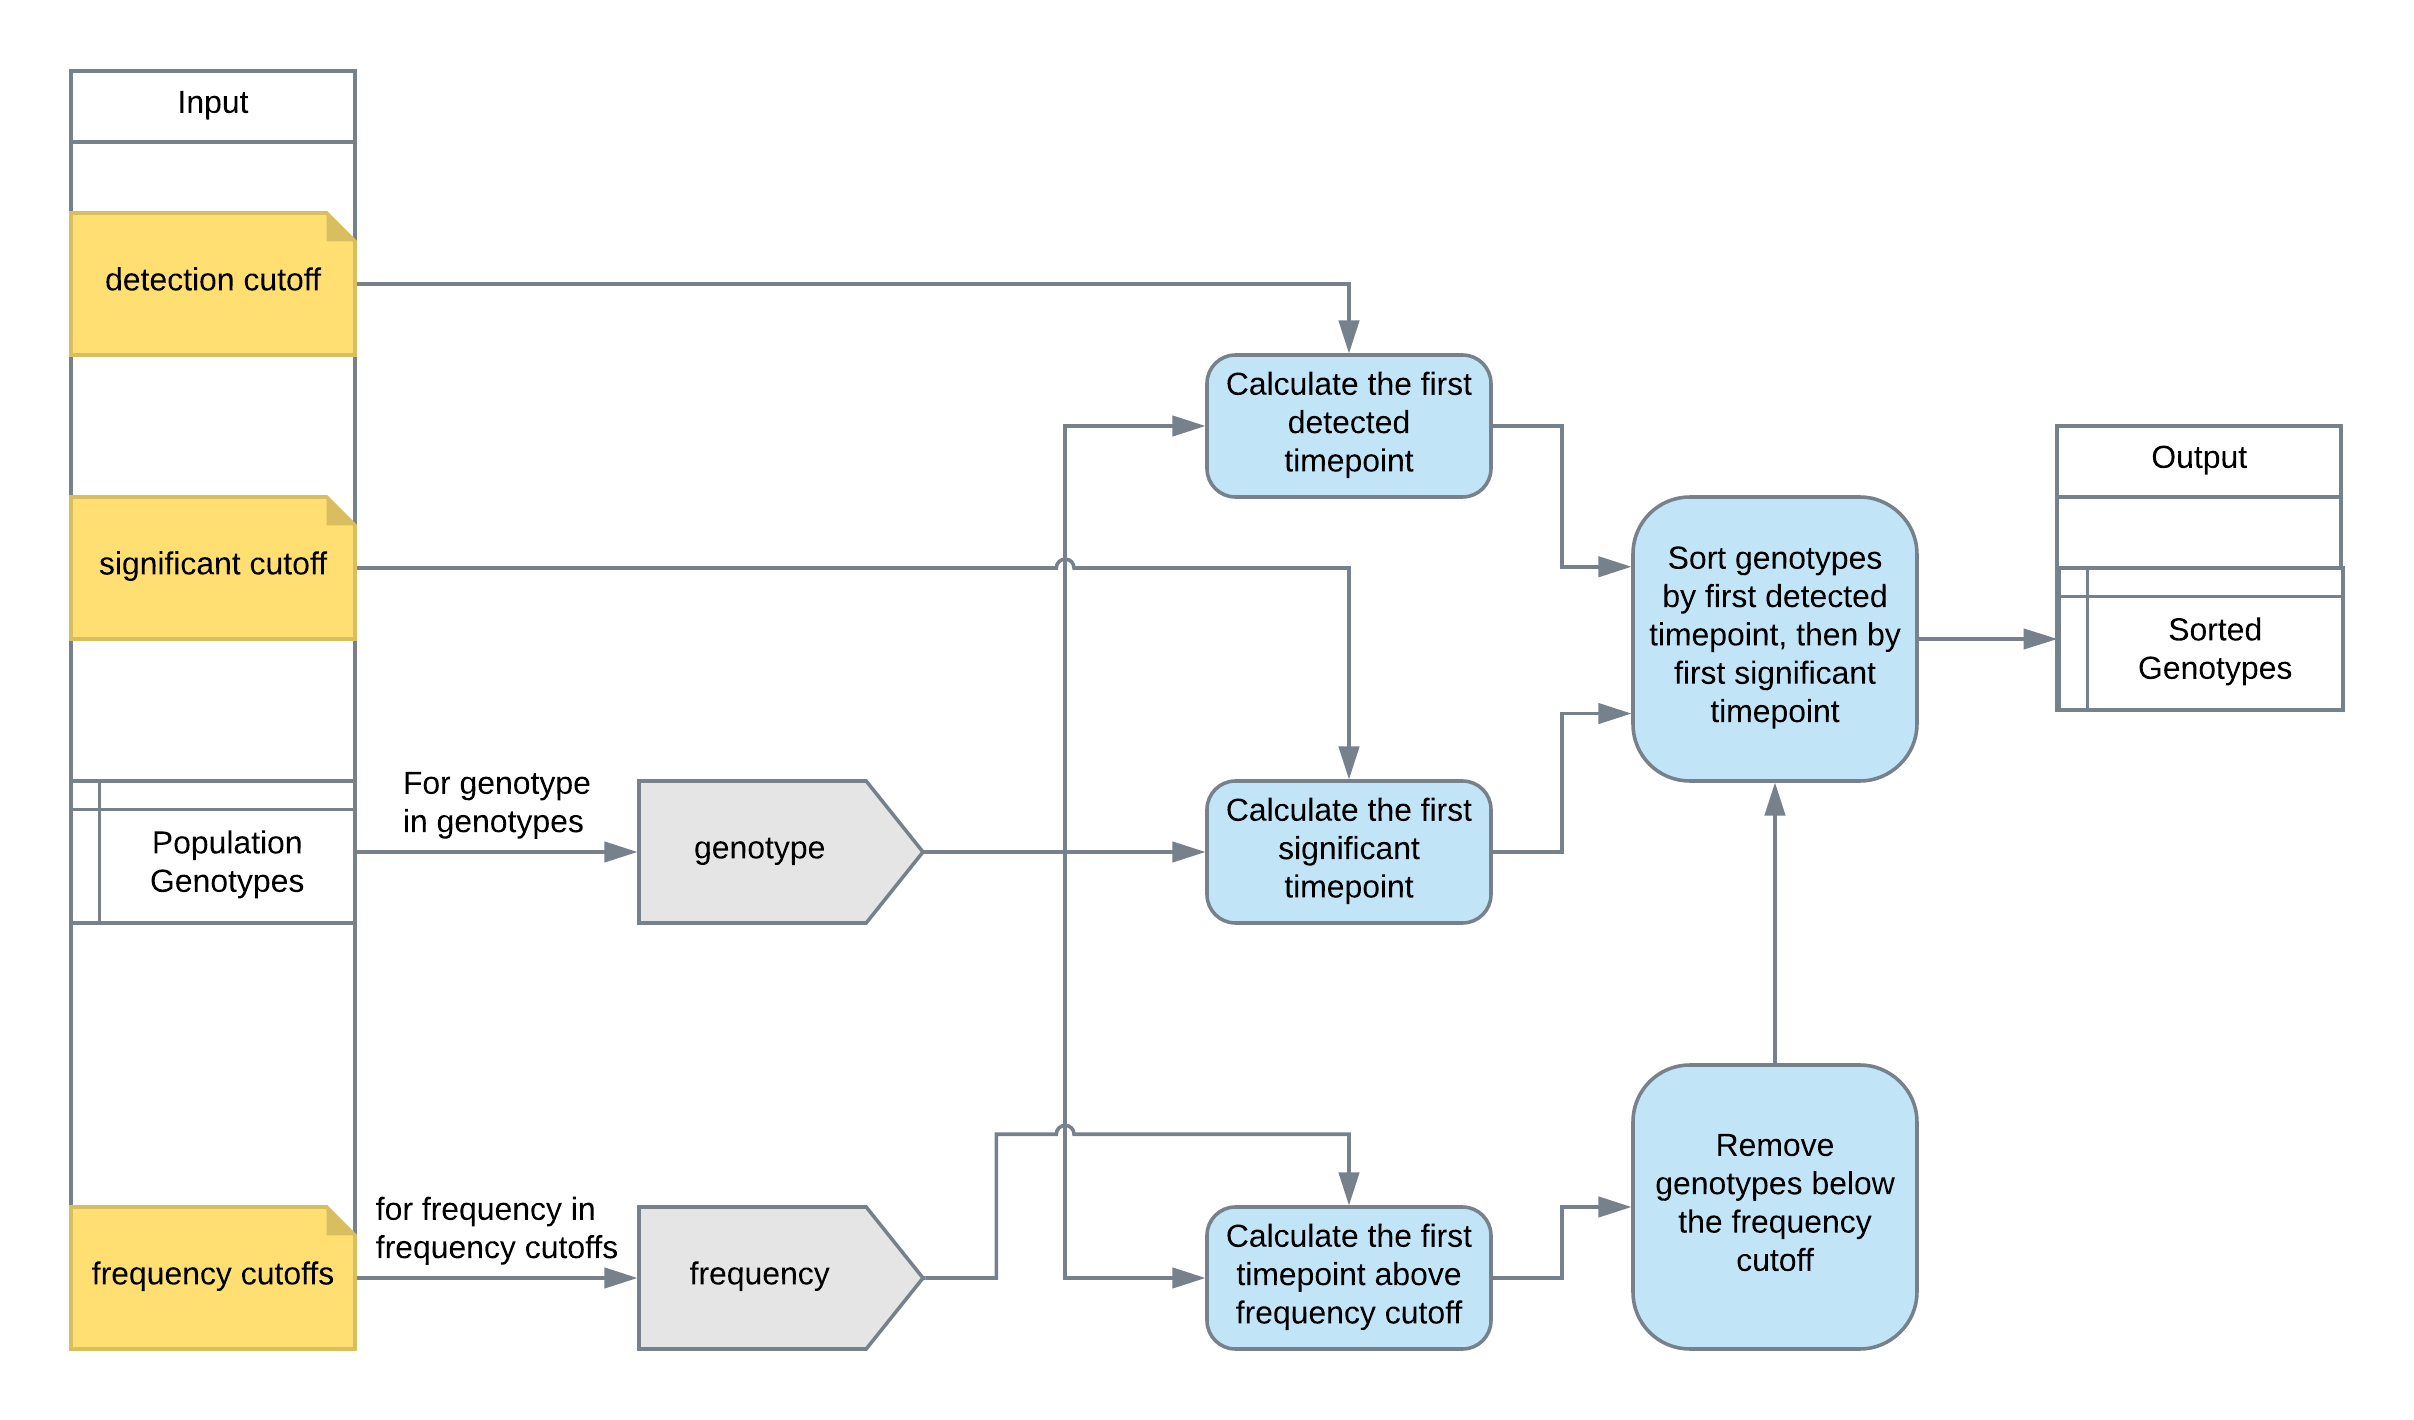 Input
detection cutoff
significant cutoff
Population
Genotypes
frequency cutoffs
For genotype
in genotypes
genotype
for frequency in
frequency cutoffs
frequency
Calculate the first
detected
timepoint
Calculate the first
significant
timepoint
Calculate the first
timepoint above
frequency cutoff
Sort genotypes
by first detected
timepoint, then by
first significant
timepoint
Remove
genotypes below
the frequency
cutoff
Output
Sorted
Genotypes